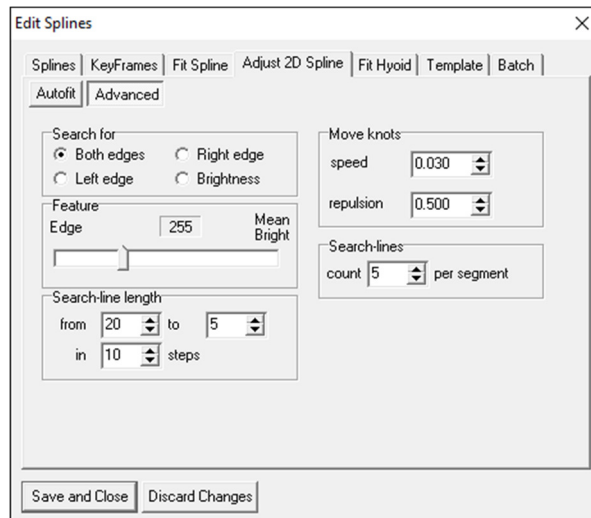 Edit Splines
Splines KeyFrames Fit Spline Adjust 2D Spline Fit Hyoid Template Batch
Autofit Advanced
Search for
Both edges Right edge
Left edge Brightness
Feature
Edge 255 Mean
Bright
Search-line length
from 20 to 5
in 10 steps
Move knots
speed 0.030
repulsion 0.500
Search-lines
count 5 per segment
Save and Close Discard Changes